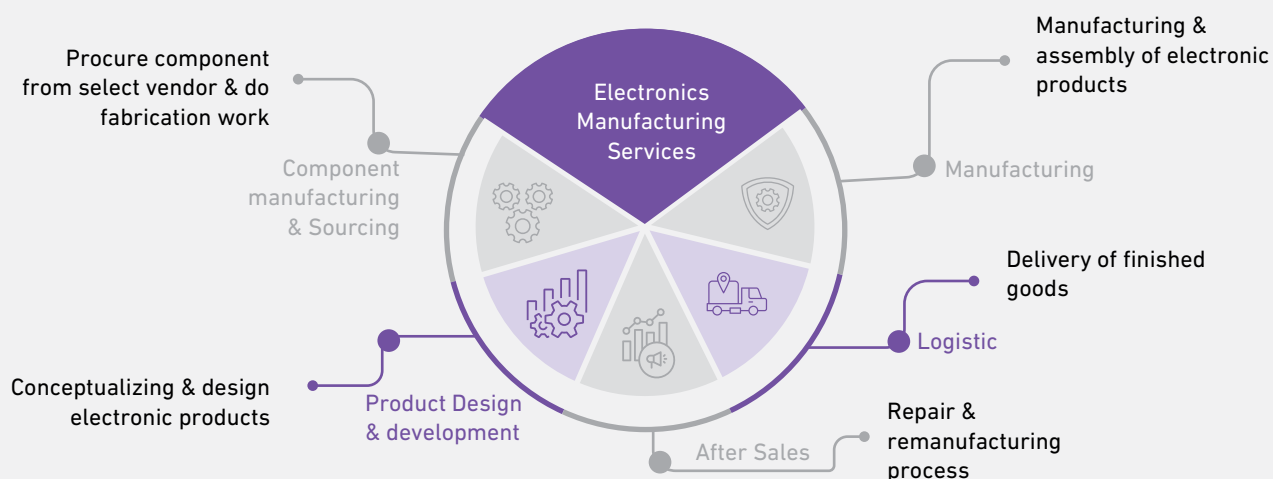 Procure component
from select vendor & do
fabrication work
Component
manufacturing
& Sourcing
Electronics
Manufacturing
Services
Manufacturing &
assembly of electronic
products
Manufacturing
Delivery of finished
goods
Logistic
Conceptualizing & design
electronic products
Product Design
& development
After Sales
Repair &
remanufacturing
process